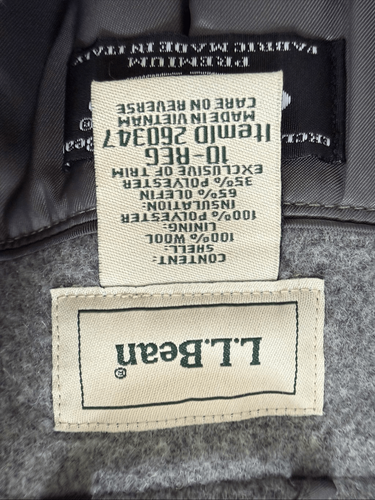 L.L.Bean®
CONTENT:
SHELL:
100% WOOL
LINING:
100% POLYESTER
INSULATION:
65% OLEFIN
35% POLYESTER
EXCLUSIVE OF TRIM
10-REG
ItemID 260347
MADE IN VIETNAM
CARE ON REVERSE
PREMIUM
FABRIC MADE IN ITALY